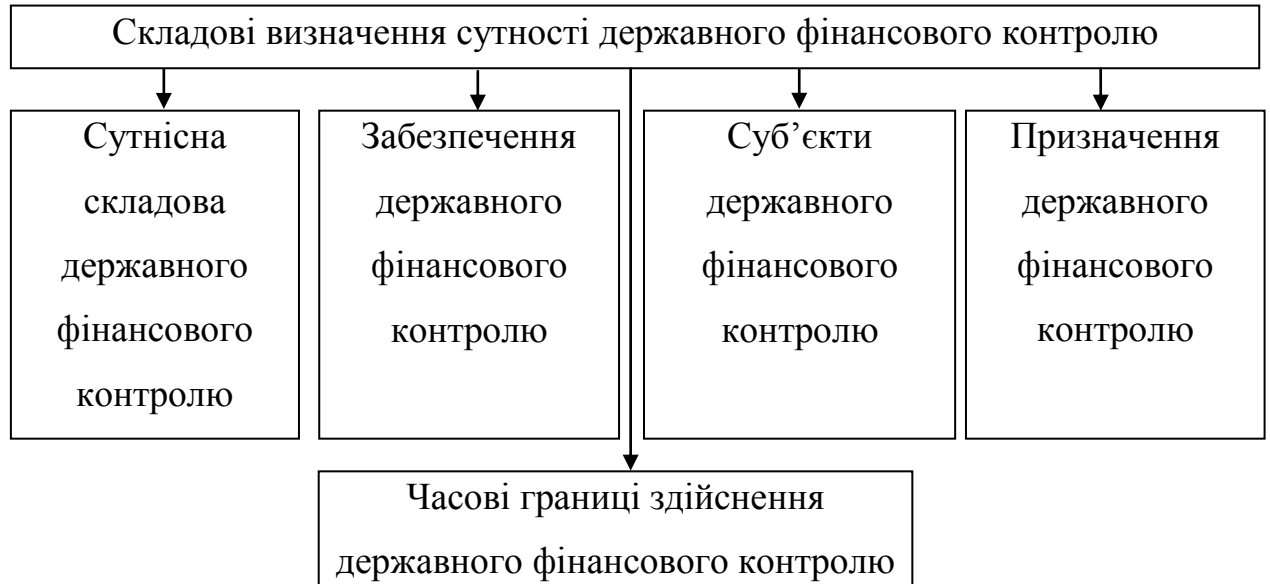 Складові визначення сутності державного фінансового контролю
Сутнісна
складова
державного
фінансового
контролю
Забезпечення
державного
фінансового
контролю
Суб’єкти
державного
фінансового
контролю
Призначення
державного
фінансового
контролю
Часові границі здійснення
державного фінансового контролю